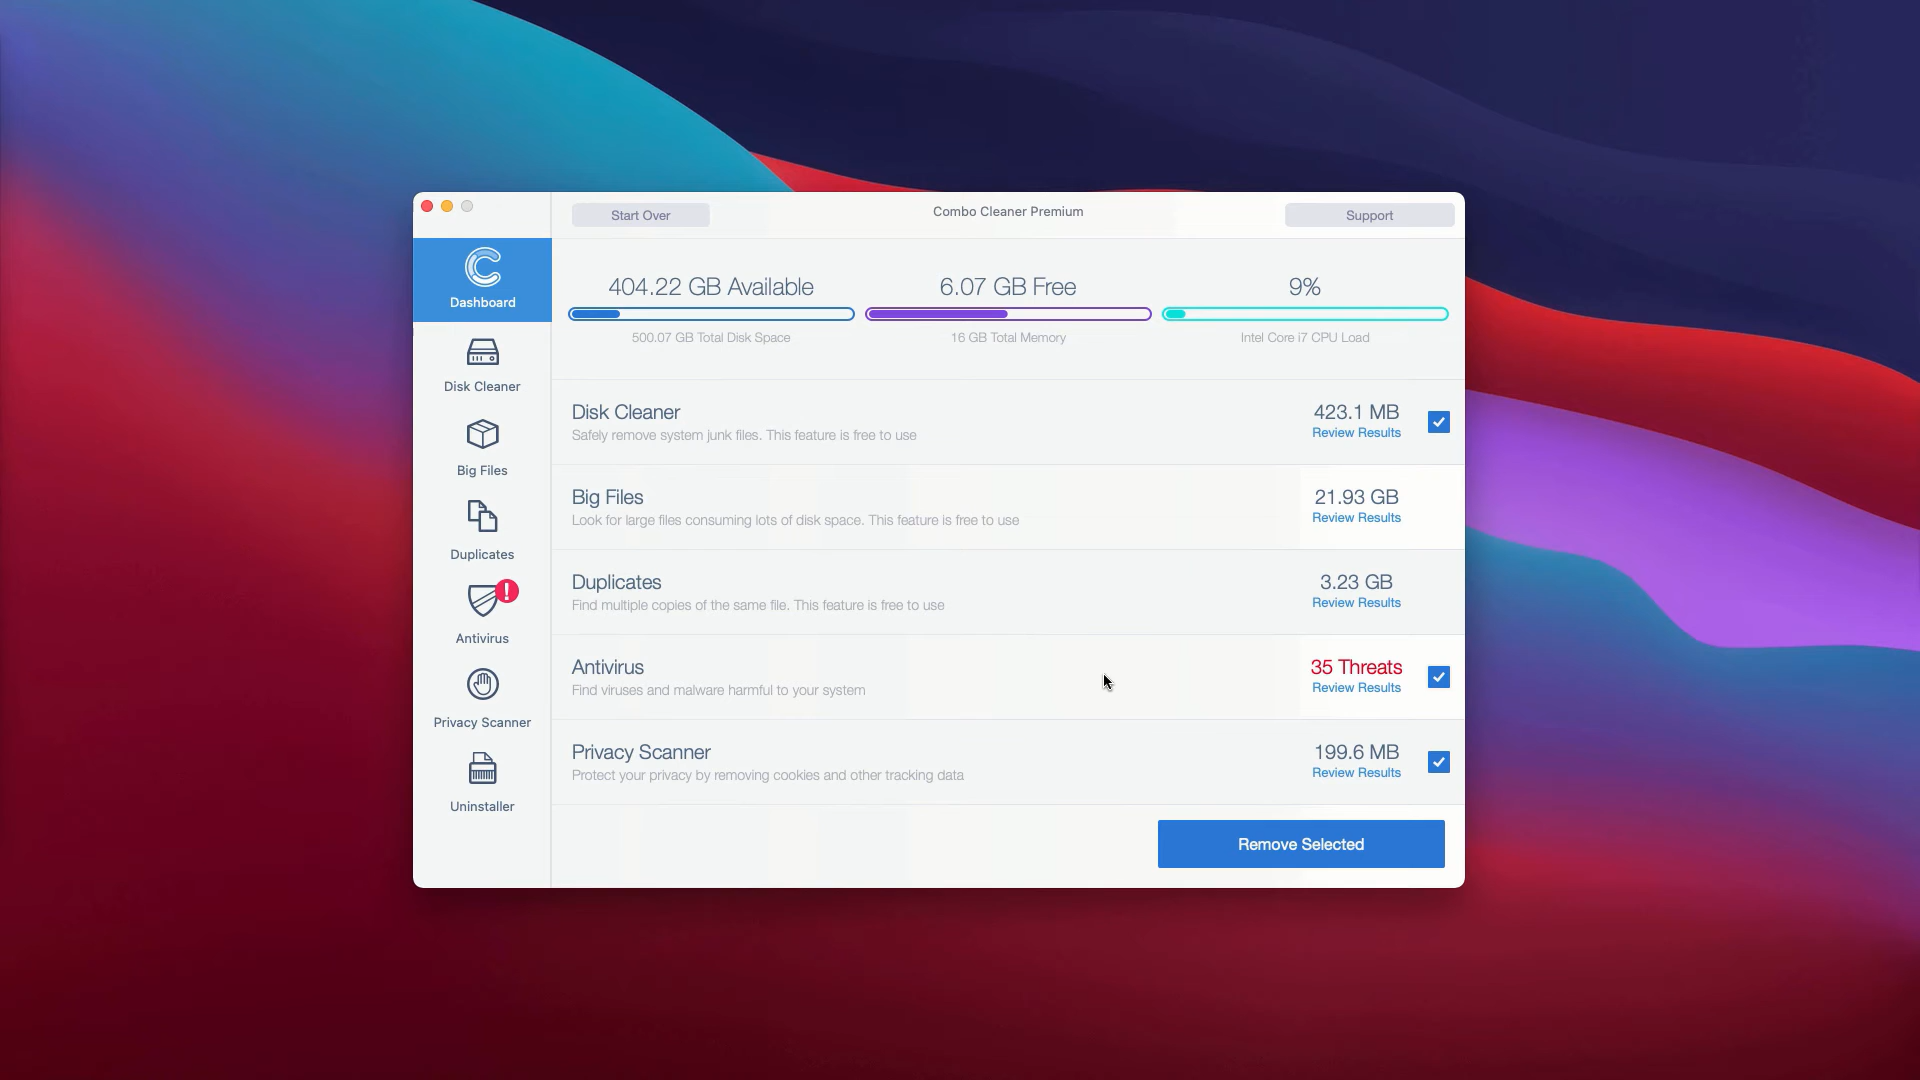 Start Over
Combo Cleaner Premium
Support
Dashboard
Disk Cleaner
Big Files
Duplicates
!
Antivirus
Privacy Scanner
Uninstaller
404.22 GB Available
500.07 GB Total Disk Space
6.07 GB Free
16 GB Total Memory
9%
Intel Core i7 CPU Load
Disk Cleaner
Safely remove system junk files. This feature is free to use
423.1 MB
Review Results
Big Files
Look for large files consuming lots of disk space. This feature is free to use
21.93 GB
Review Results
Duplicates
Find multiple copies of the same file. This feature is free to use
3.23 GB
Review Results
Antivirus
Find viruses and malware harmful to your system
35 Threats
Review Results
Privacy Scanner
Protect your privacy by removing cookies and other tracking data
199.6 MB
Review Results
Remove Selected